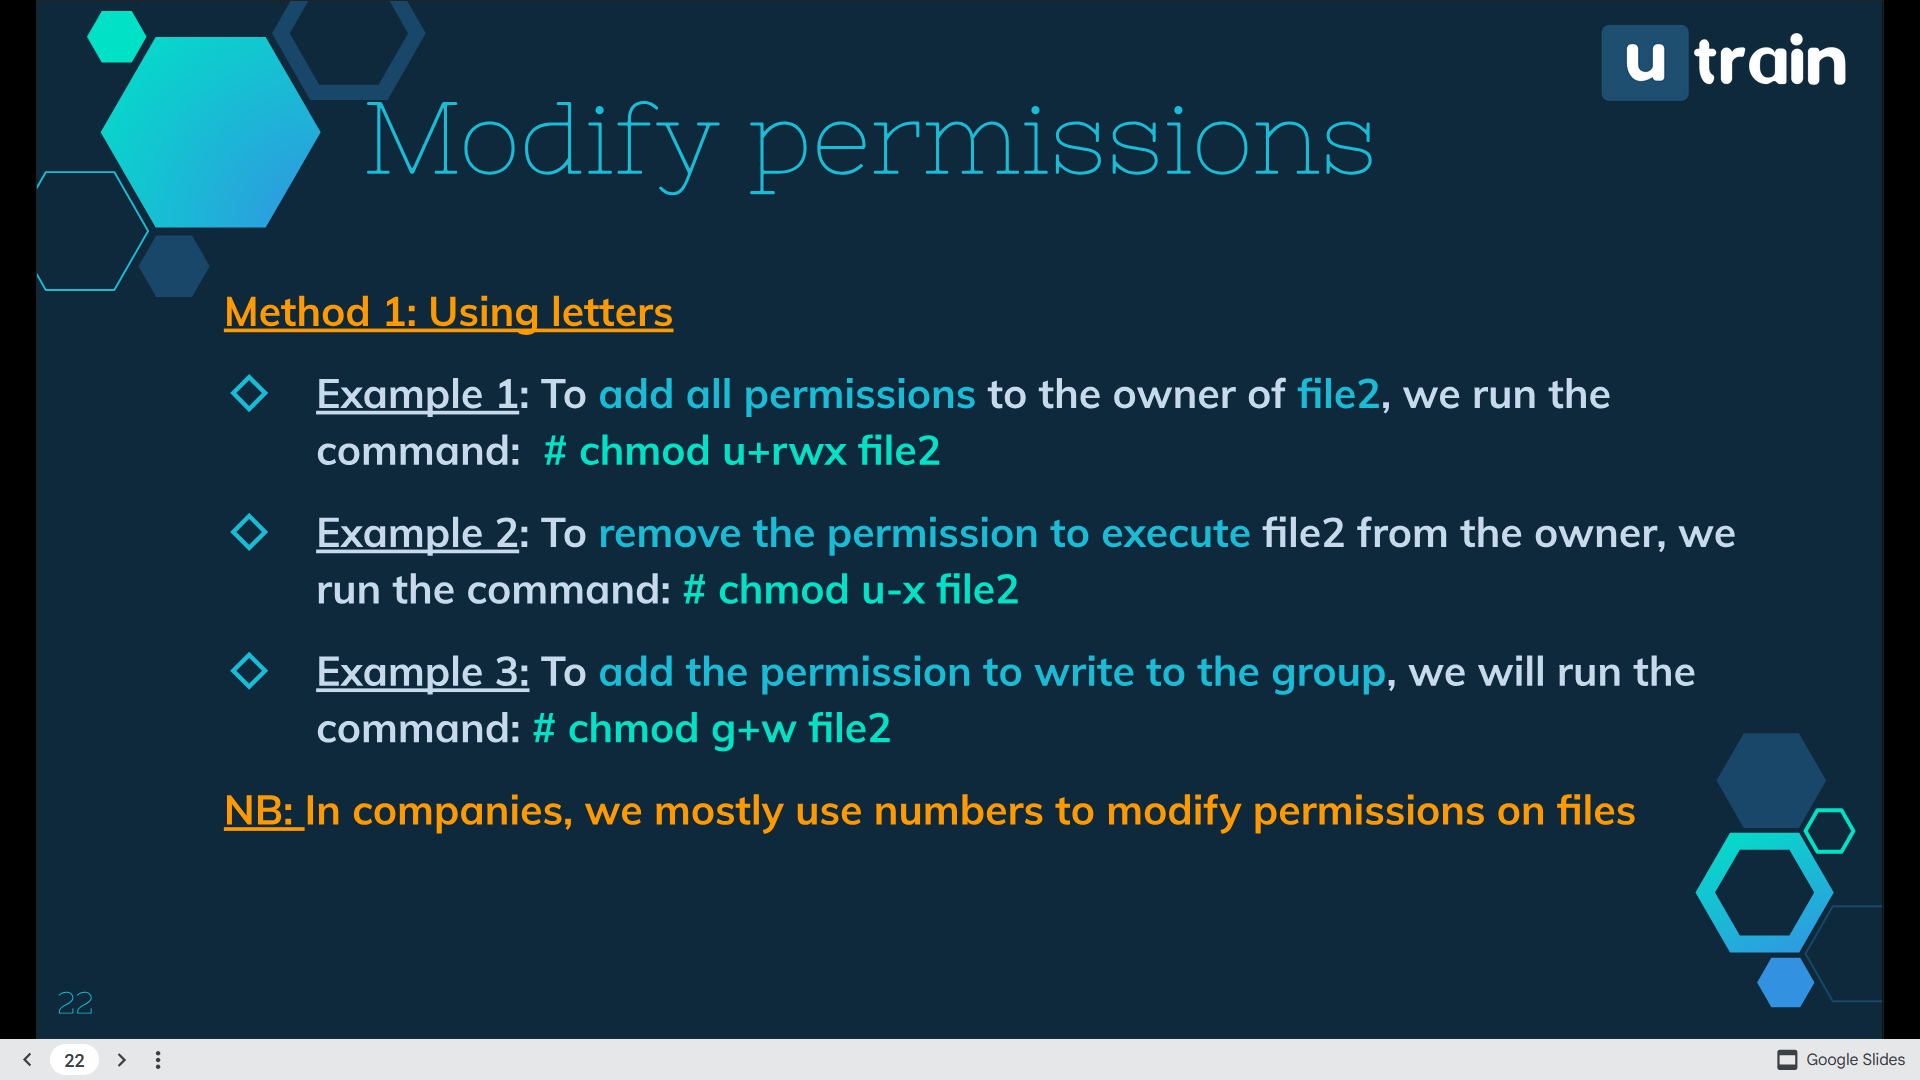 u train
Modify permissions
Method 1: Using letters
Example 1: To add all permissions to the owner of file2, we run the
command:  # chmod u+rwx file2
Example 2: To remove the permission to execute file2 from the owner, we
run the command: # chmod u-x file2
Example 3: To add the permission to write to the group, we will run the
command: # chmod g+w file2
NB: In companies, we mostly use numbers to modify permissions on files
22
22
Google Slides